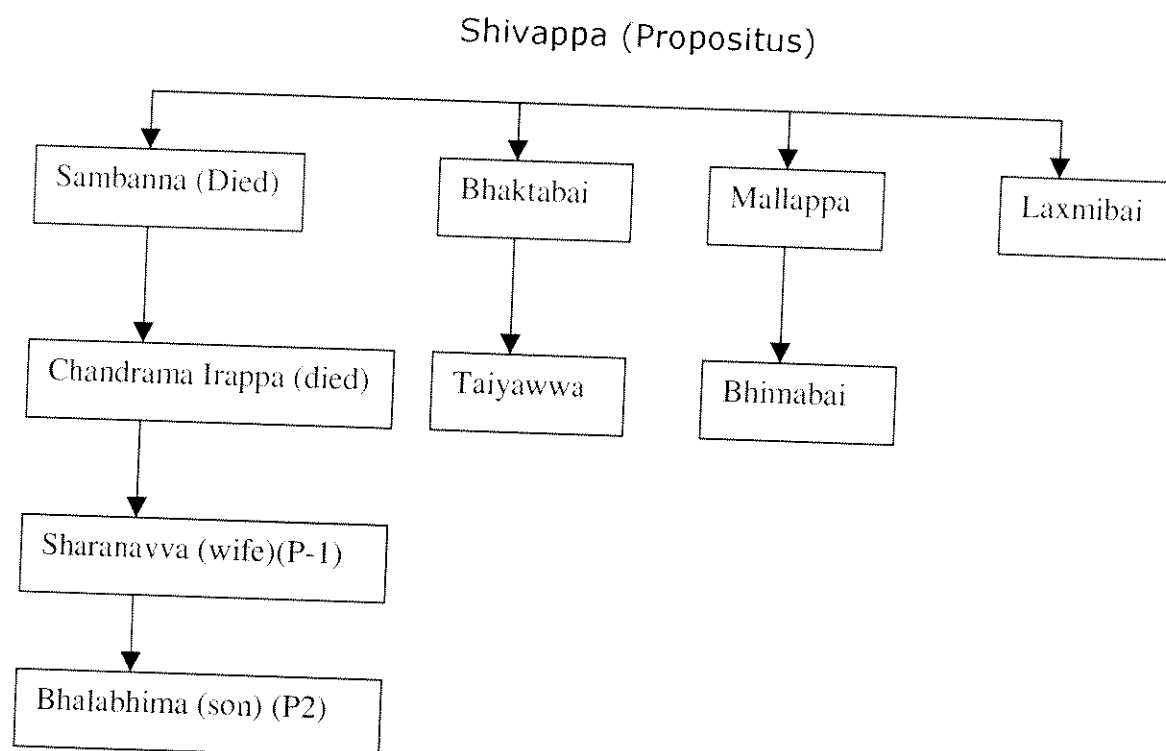 Shivappa (Propositus)
Sambanna (Died)
Bhaktabai
Mallappa
Laxmibai
Chandrama Irappa (died)
Taiyawwa
Bhimabai
Sharanavva (wife)(P-1)
Bhalabhima (son) (P2)